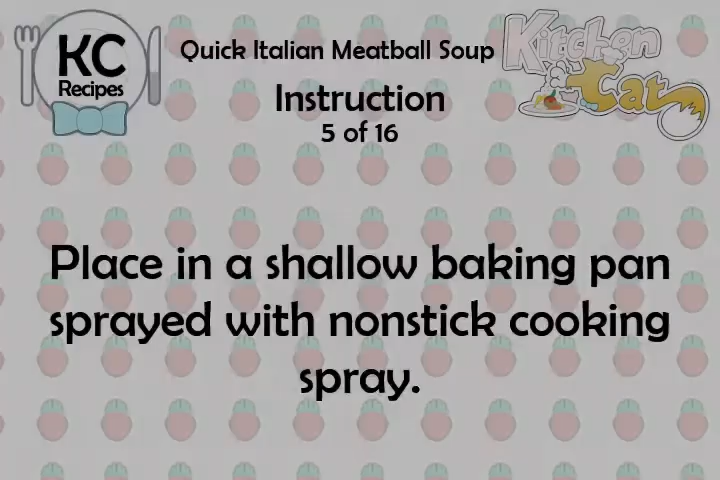 KC
Recipes
Quick Italian Meatball Soup
Kitchen
Cat
Instruction
5 of 16
Place in a shallow baking pan
sprayed with nonstick cooking
spray.